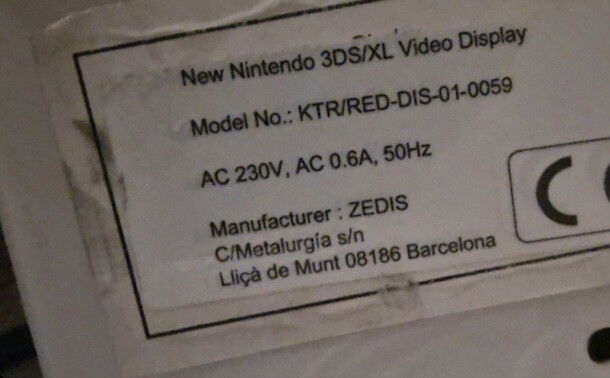 New Nintendo 3DS/XL Video Display
Model No.: KTR/RED-DIS-01-0059
AC 230V, AC 0.6A, 50Hz
Manufacturer : ZEDIS
C/Metalurgía s/n
Lliçà de Munt 08186 Barcelona
CE